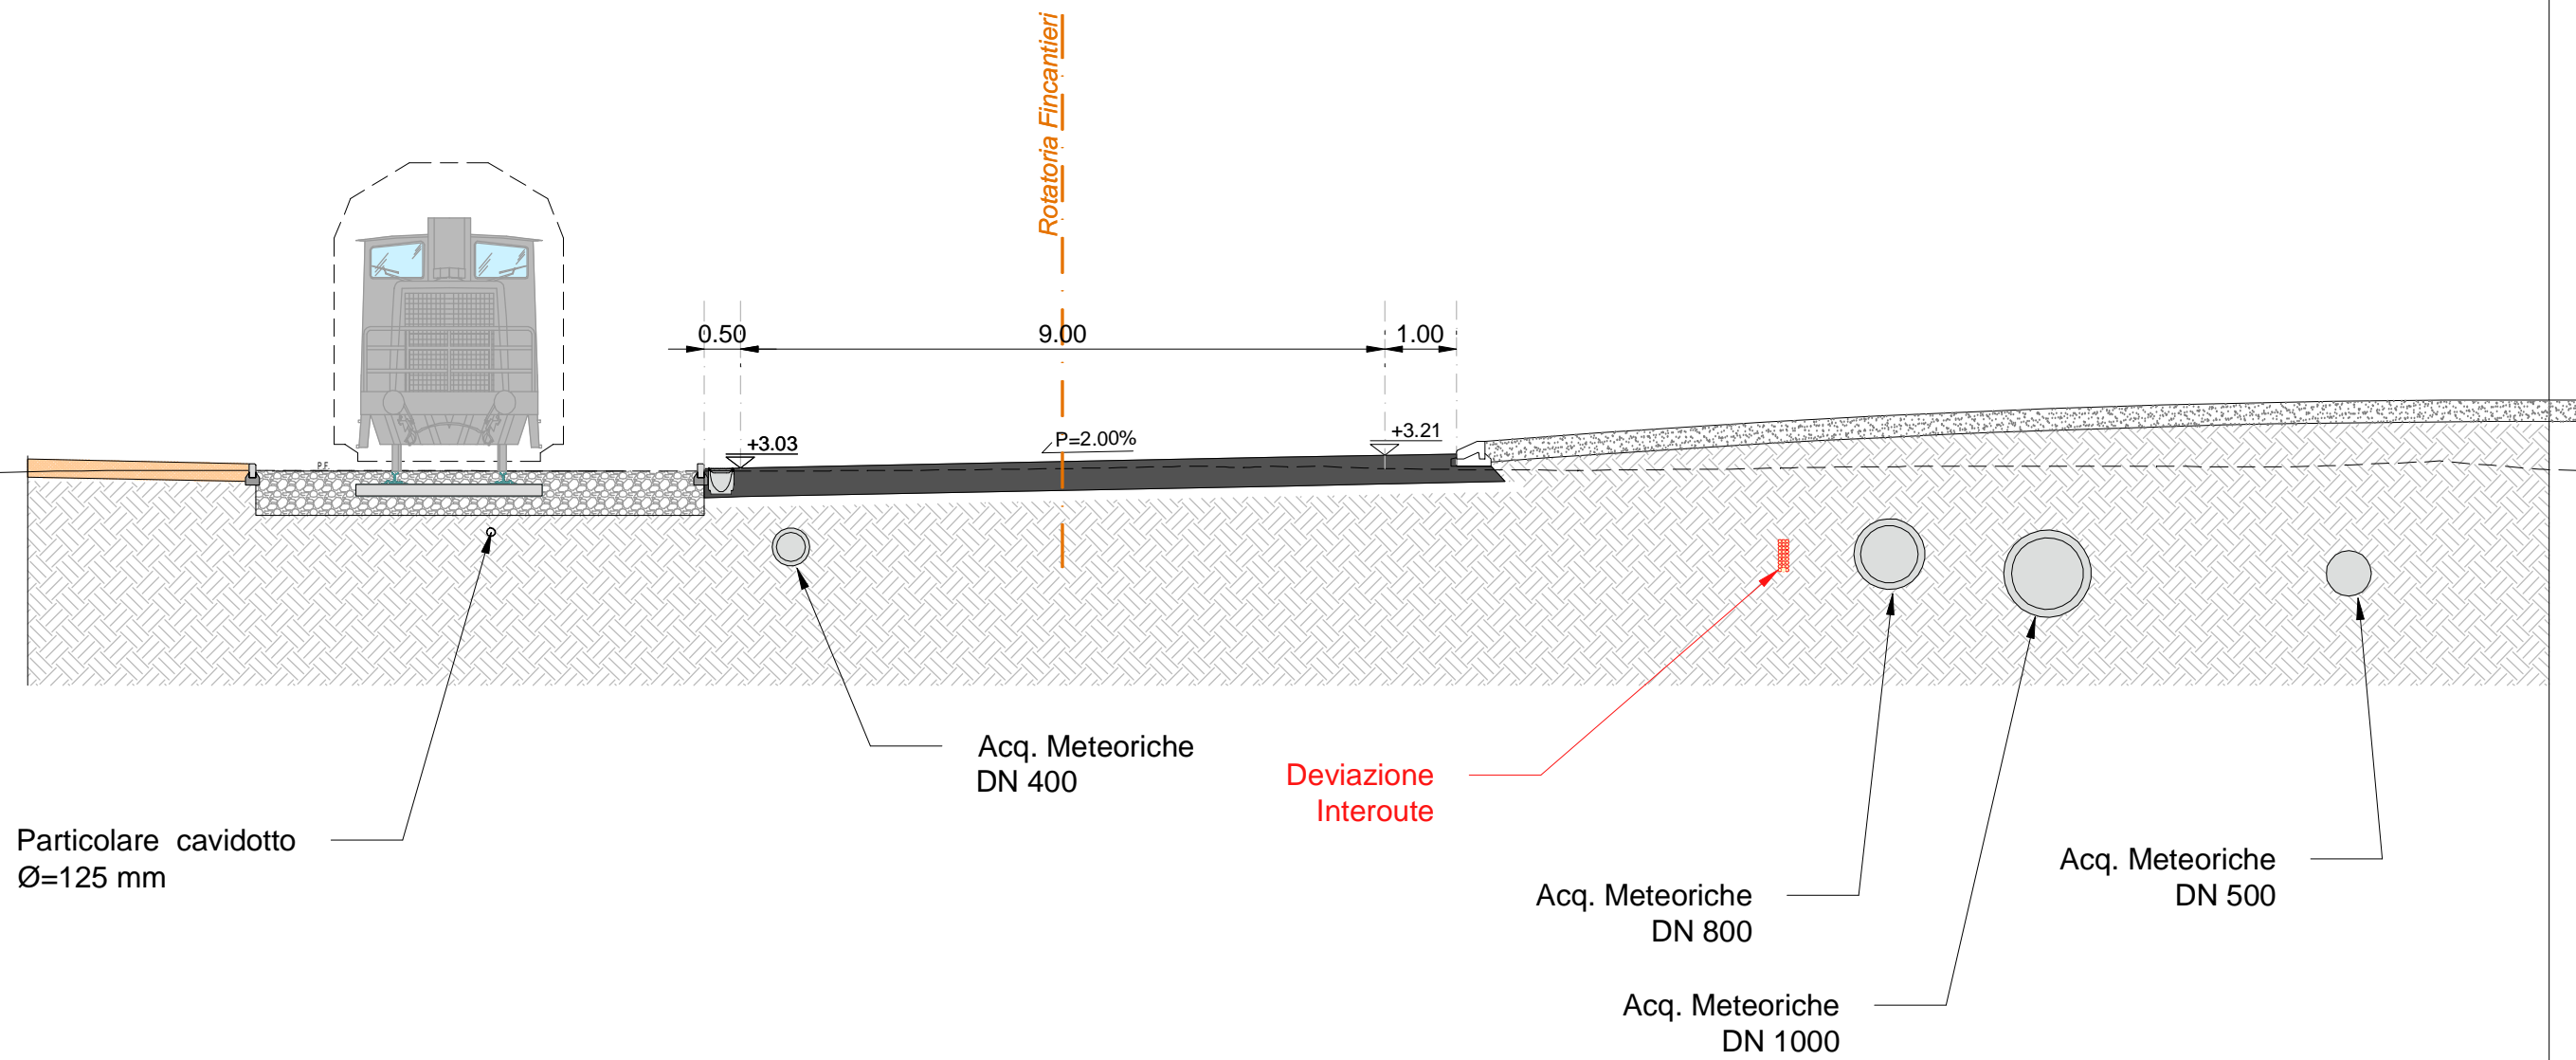 Rotatoria Fincantieri
0.50
9.00
1.00
+3.03
P=2.00%
+3.21
P.F.
Acq. Meteoriche
DN 400
Deviazione
Interoute
Particolare cavidotto
Ø=125 mm
Acq. Meteoriche
DN 800
Acq. Meteoriche
DN 500
Acq. Meteoriche
DN 1000